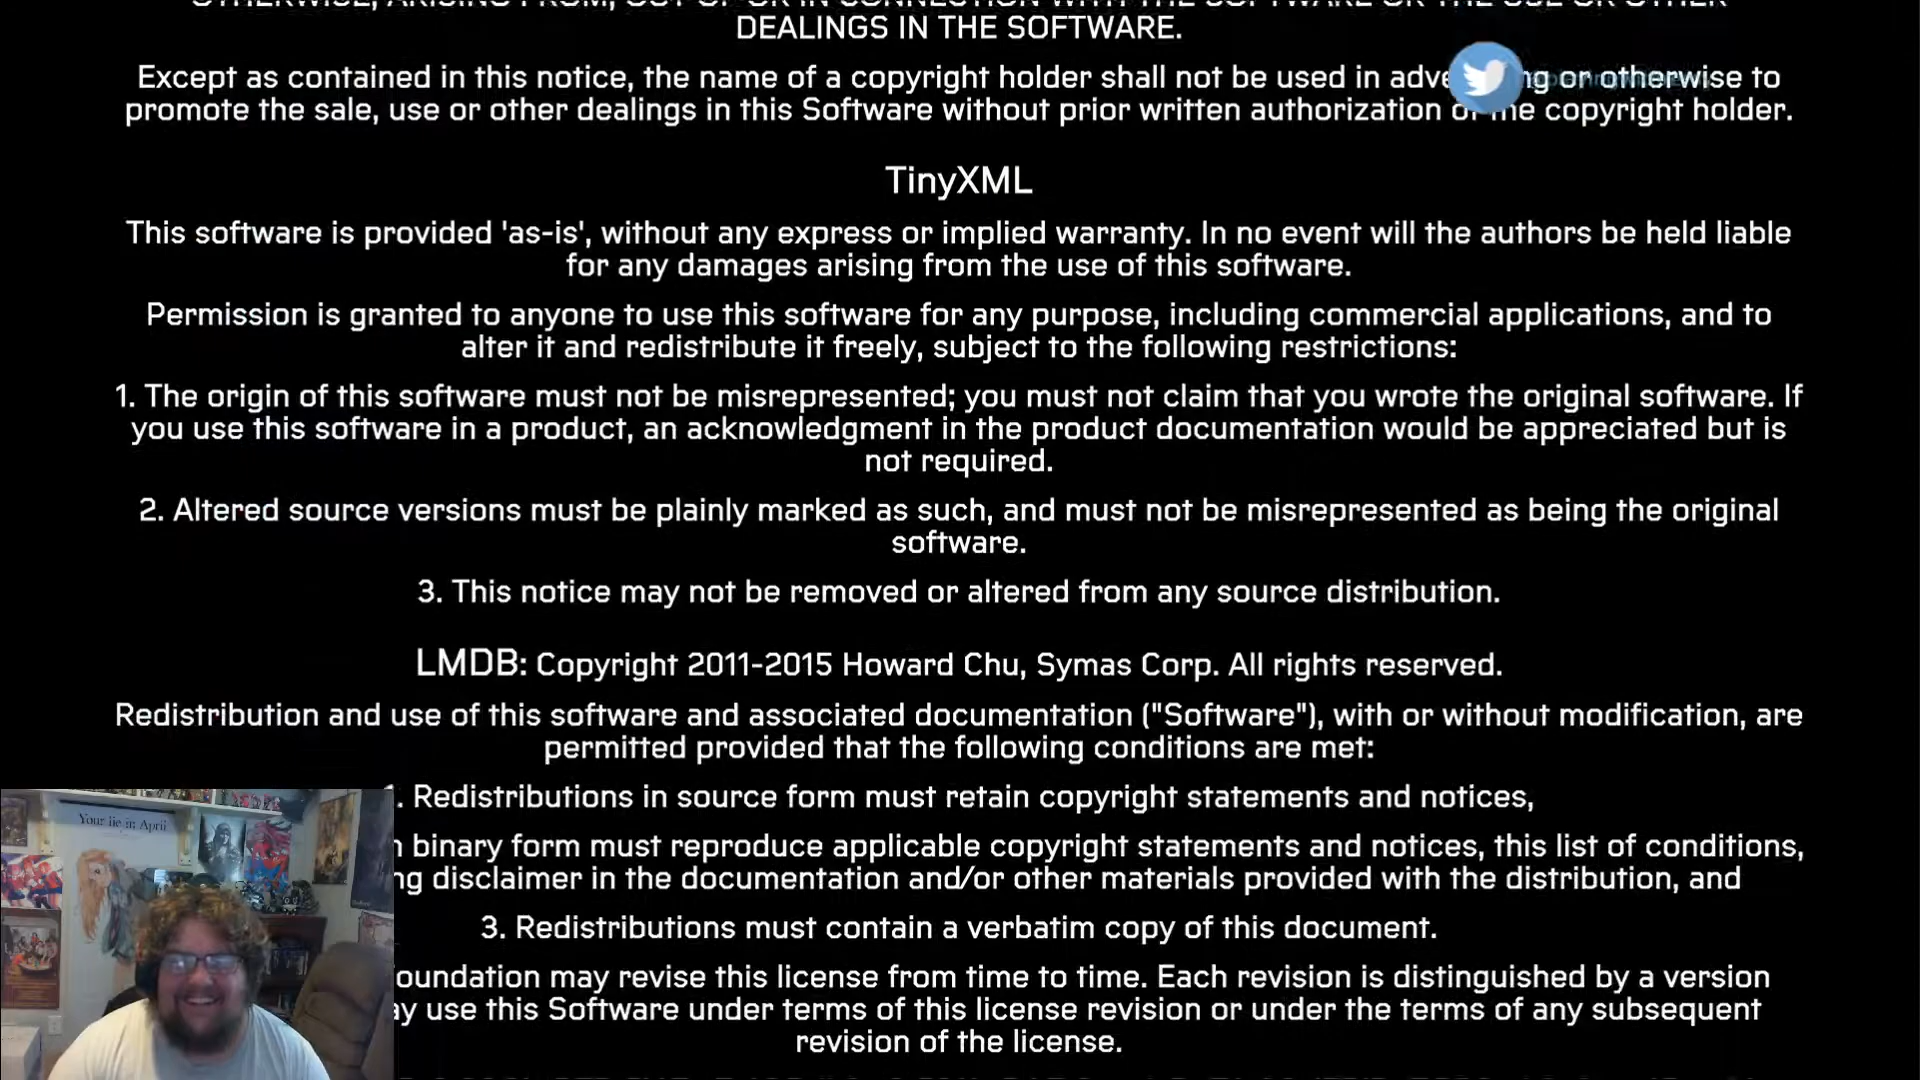 DEALINGS IN THE SOFTWARE.
Except as contained in this notice, the name of a copyright holder shall not be used in adve ng or otherwise to
promote the sale, use or other dealings in this Software without prior written authorization of the copyright holder.
TinyXML
This software is provided 'as-is', without any express or implied warranty. In no event will the authors be held liable
for any damages arising from the use of this software.
Permission is granted to anyone to use this software for any purpose, including commercial applications, and to
alter it and redistribute it freely, subject to the following restrictions:
1. The origin of this software must not be misrepresented; you must not claim that you wrote the original software. If
you use this software in a product, an acknowledgment in the product documentation would be appreciated but is
not required.
2. Altered source versions must be plainly marked as such, and must not be misrepresented as being the original
software.
3. This notice may not be removed or altered from any source distribution.
LMDB: Copyright 2011-2015 Howard Chu, Symas Corp. All rights reserved.
Redistribution and use of this software and associated documentation ("Software"), with or without modification, are
permitted provided that the following conditions are met:
. Redistributions in source form must retain copyright statements and notices,
Your lie in April
binary form must reproduce applicable copyright statements and notices, this list of conditions,
ng disclaimer in the documentation and/or other materials provided with the distribution, and
3. Redistributions must contain a verbatim copy of this document.
oundation may revise this license from time to time. Each revision is distinguished by a version
ay use this Software under terms of this license revision or under the terms of any subsequent
revision of the license.